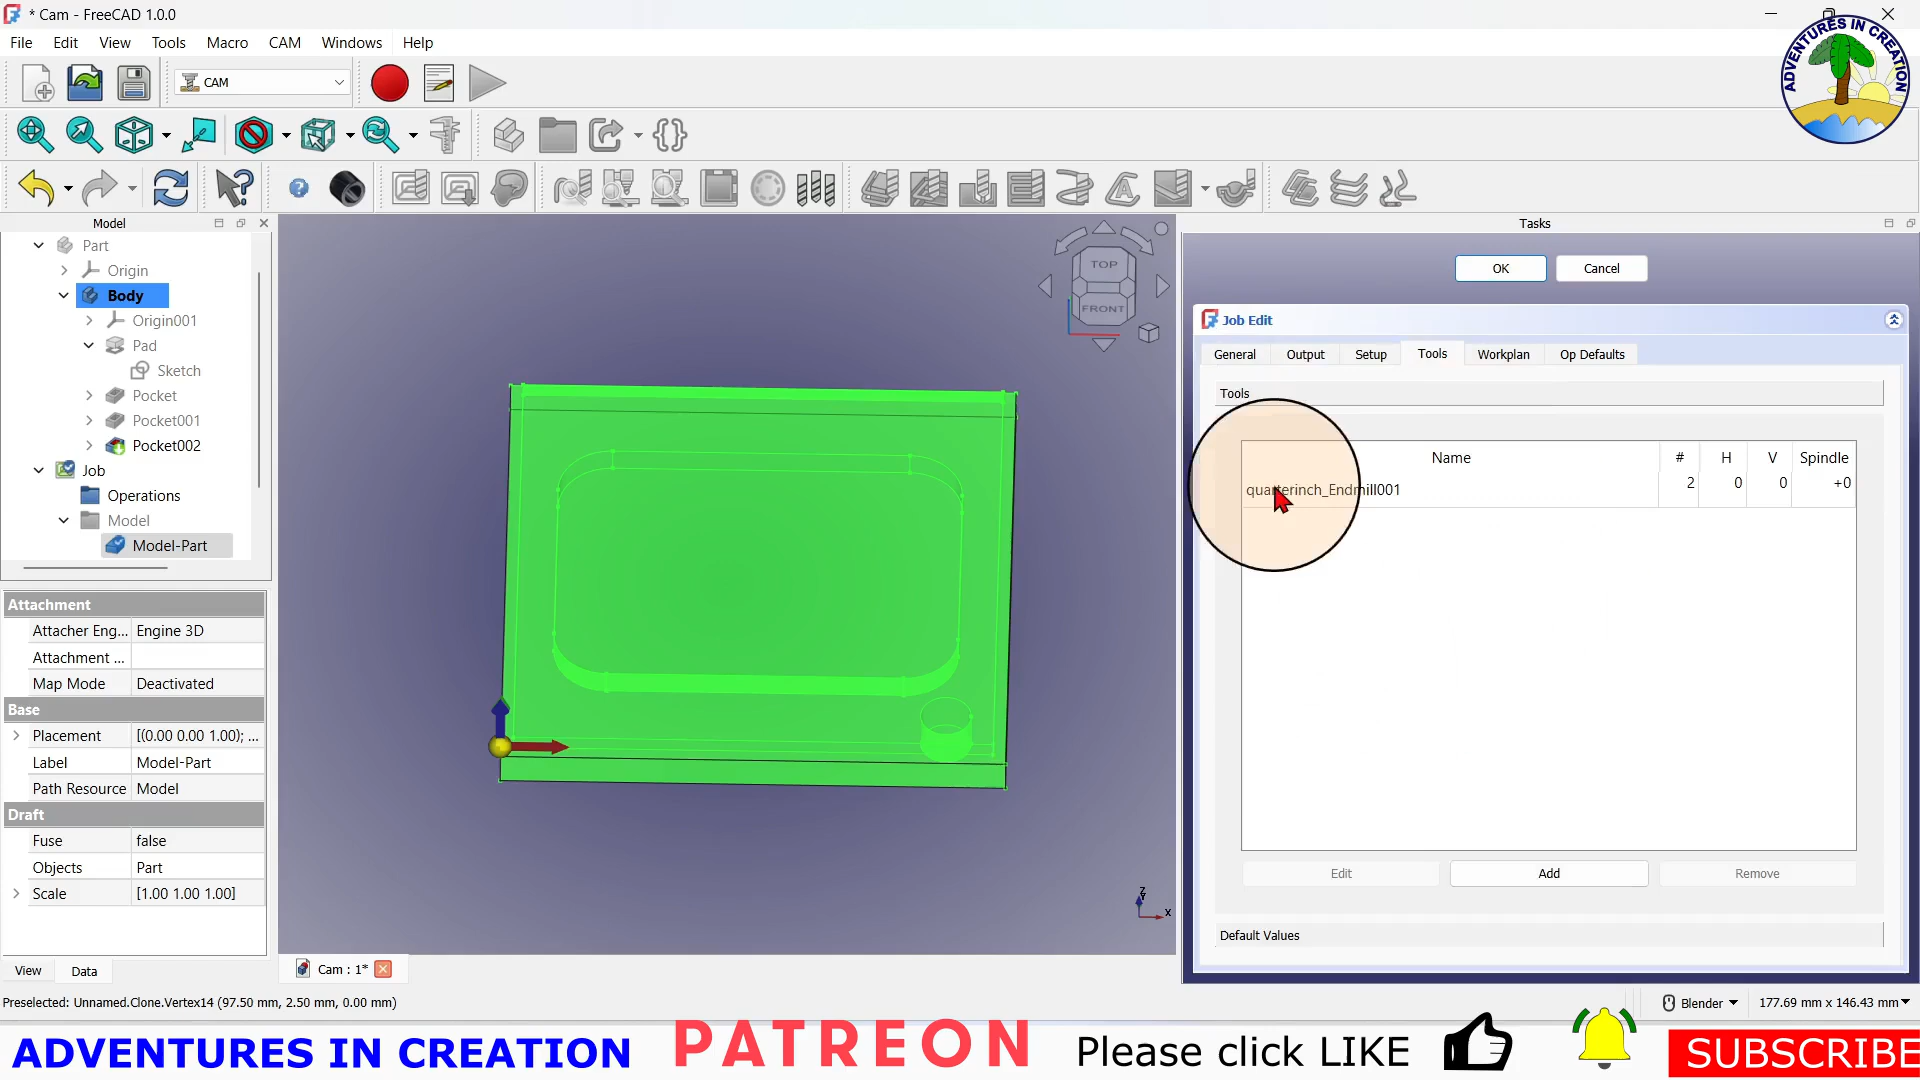 * Cam - FreeCAD 1.0.0
File Edit View Tools Macro CAM Windows Help
CAM
ADVENTURES IN CREATION
Model
Tasks
Part
Origin
Body
Origin001
Pad
Sketch
Pocket
Pocket001
Pocket002
Job
Operations
Model
Model-Part
Attachment
Attacher Eng... Engine 3D
Attachment ...
Map Mode Deactivated
Base
Placement [(0.00 0.00 1.00); ...
Label Model-Part
Path Resource Model
Draft
Fuse false
Objects Part
Scale [1.00 1.00 1.00]
View Data
TOP
FRONT
Z
Y
X
Cam : 1*
OK Cancel
Job Edit
General Output Setup Tools Workplan Op Defaults
Tools
Name # H V Spindle
quarterinch_Endmill001 2 0 0 +0
Edit Add Remove
Default Values
Preselected: Unnamed.Clone.Vertex14 (97.50 mm, 2.50 mm, 0.00 mm)
Blender 177.69 mm x 146.43 mm
ADVENTURES IN CREATION PATREON Please click LIKE SUBSCRIBE